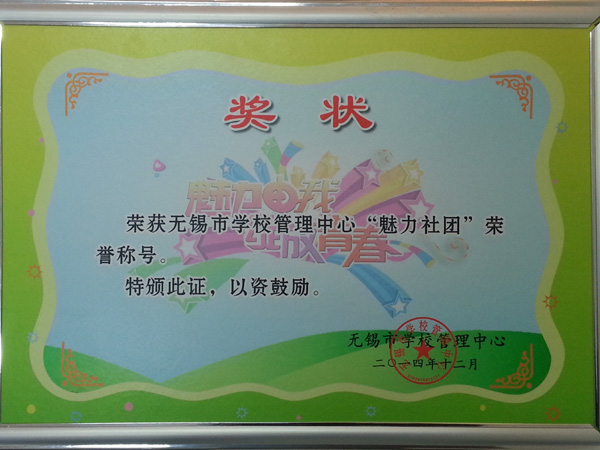 奖状
魅力由我
绽放青春
荣获无锡市学校管理中心“魅力社团”荣
誉称号。
特颁此证，以资鼓励。
无锡市学校管理中心
二〇一四年十二月